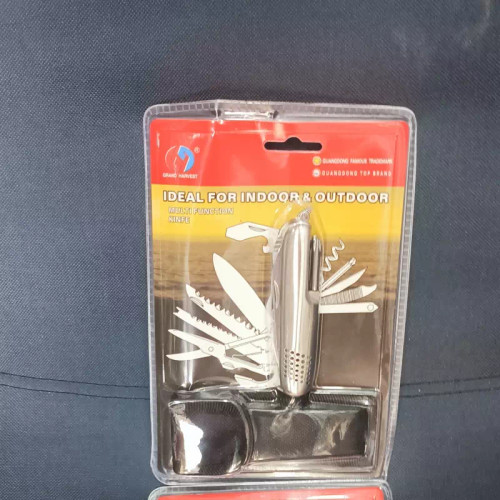 GRAND HARVEST
®
GUANGDONG FAMOUS TRADEMARK
GUANGDONG TOP BRAND
IDEAL FOR INDOOR & OUTDOOR
MULTI FUNCTION
KNIFE